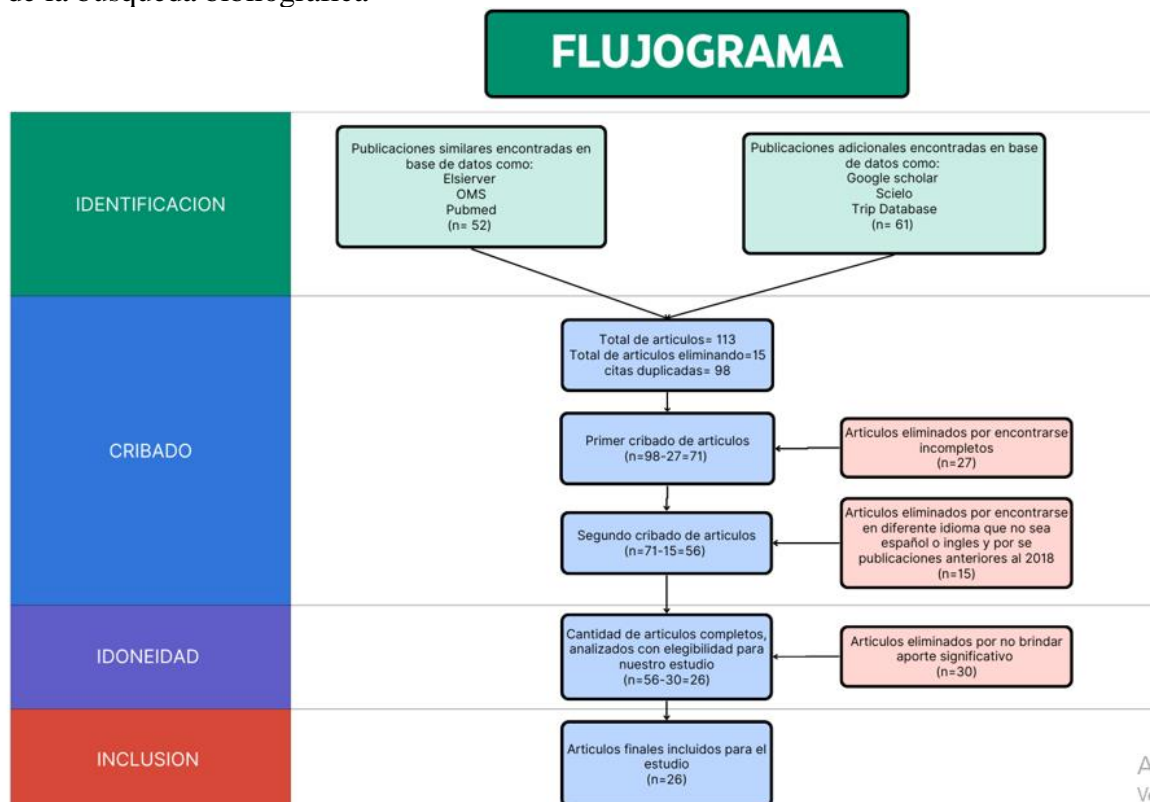 de la búsqueda bibliográfica
FLUJOGRAMA
IDENTIFICACION
Publicaciones similares encontradas en
base de datos como:
Elsierver
OMS
Pubmed
(n= 52)
Publicaciones adicionales encontradas en base
de datos como:
Google scholar
Scielo
Trip Database
(n= 61)
CRIBADO
Total de articulos= 113
Total de articulos eliminando=15
citas duplicadas= 98
Primer cribado de articulos
(n=98-27=71)
Articulos eliminados por encontrarse
incompletos
(n=27)
Segundo cribado de articulos
(n=71-15=56)
Articulos eliminados por encontrarse
en diferente idioma que no sea
español o ingles y por se
publicaciones anteriores al 2018
(n=15)
IDONEIDAD
Cantidad de articulos completos,
analizados con elegibilidad para
nuestro estudio
(n=56-30=26)
Articulos eliminados por no brindar
aporte significativo
(n=30)
INCLUSION
Articulos finales incluidos para el
estudio
(n=26)